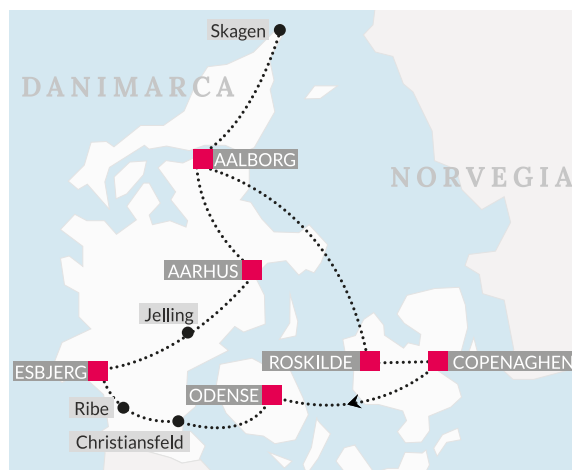 Skagen
DANIMARCA
AALBORG
NORVEGIA
AARHUS
Jelling
ROSKILDE
COPENAGHEN
ESBJERG
ODENSE
Ribe
Christiansfeld